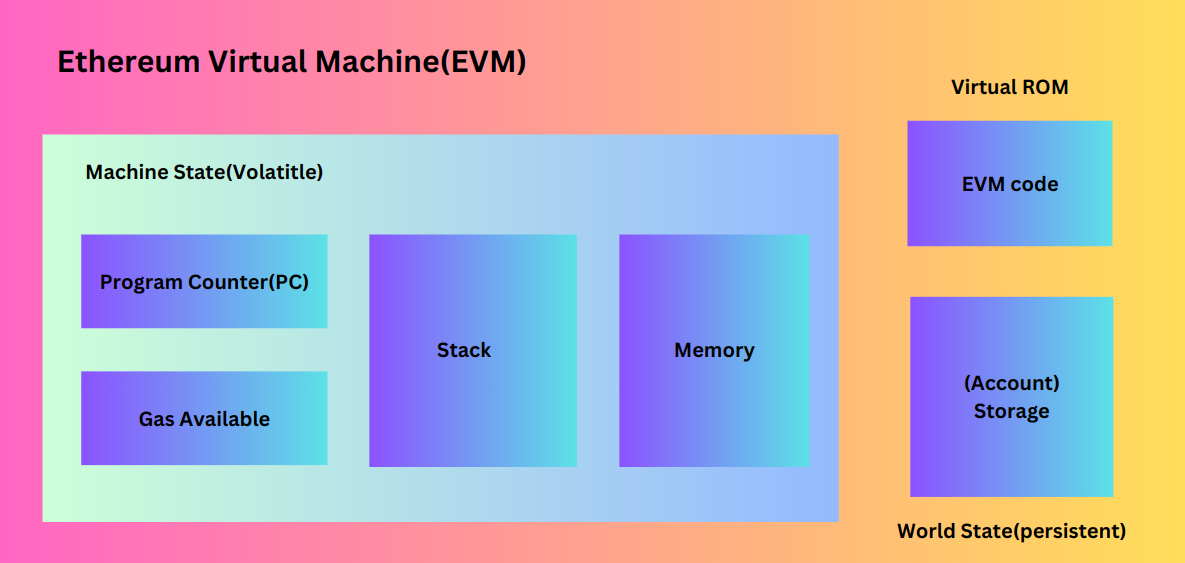 Ethereum Virtual Machine(EVM)
Virtual ROM
EVM code
Machine State(Volatitle)
Program Counter(PC)
Gas Available
Stack
Memory
(Account)
Storage
World State(persistent)